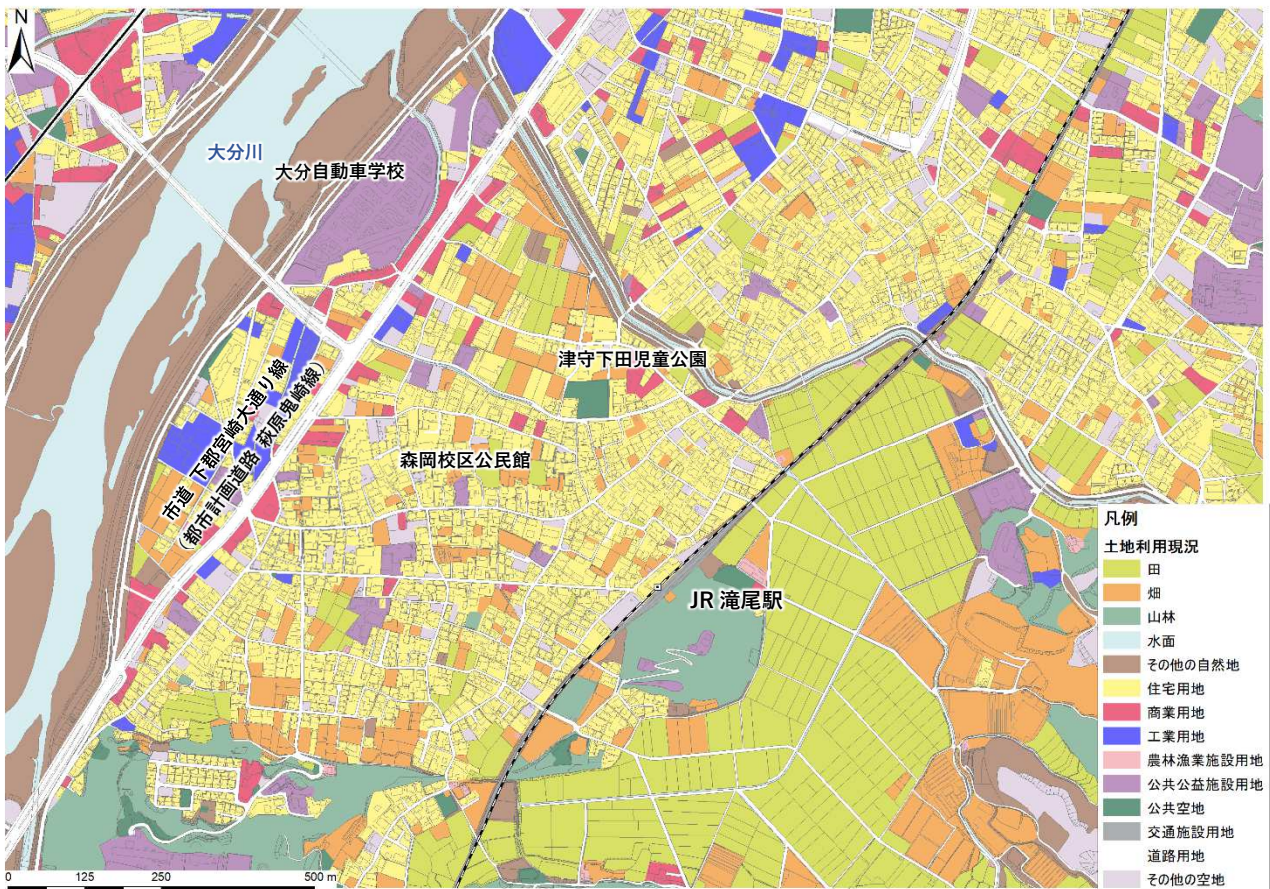 N
大分川
大分自動車学校
津守下田児童公園
市道 下郡宮崎大通り線
(都市計画道路 萩原鬼崎線)
森岡校区公民館
JR 滝尾駅
凡例
土地利用現況
田
畑
山林
水面
その他の自然地
住宅用地
商業用地
工業用地
農林漁業施設用地
公共公益施設用地
公共空地
交通施設用地
道路用地
その他の空地
0 125 250 500 m